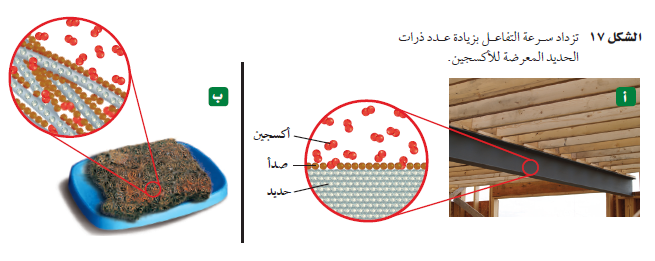 الشكل ١٧ تزداد سرعة التفاعل بزيادة عدد ذرات
الحديد المعرضة للأكسجين.
أ
أكسجين
صدأ
حديد
ب